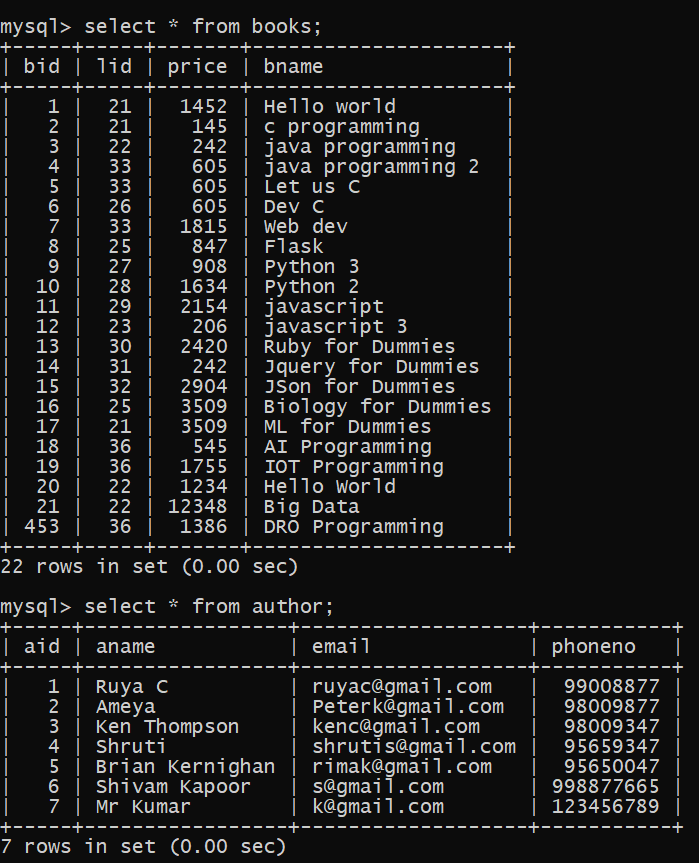 mysql> select * from books;
+-----+-----+-------+---------------------+
| bid | lid | price | bname               |
+-----+-----+-------+---------------------+
|   1 |  21 |  1452 | Hello world         |
|   2 |  21 |   145 | c programming       |
|   3 |  22 |   242 | java programming    |
|   4 |  33 |   605 | java programming 2  |
|   5 |  33 |   605 | Let us C            |
|   6 |  26 |   605 | Dev C               |
|   7 |  33 |  1815 | Web dev             |
|   8 |  25 |   847 | Flask               |
|   9 |  27 |   908 | Python 3            |
|  10 |  28 |  1634 | Python 2            |
|  11 |  29 |  2154 | javascript          |
|  12 |  23 |   206 | javascript 3        |
|  13 |  30 |  2420 | Ruby for Dummies    |
|  14 |  31 |   242 | Jquery for Dummies  |
|  15 |  32 |  2904 | JSon for Dummies    |
|  16 |  25 |  3509 | Biology for Dummies |
|  17 |  21 |  3509 | ML for Dummies      |
|  18 |  36 |   545 | AI Programming      |
|  19 |  36 |  1755 | IOT Programming     |
|  20 |  22 |  1234 | Hello World         |
|  21 |  22 | 12348 | Big Data            |
| 453 |  36 |  1386 | DRO Programming     |
+-----+-----+-------+---------------------+
22 rows in set (0.00 sec)

mysql> select * from author;
+-----+-----------------+-------------------+-----------+
| aid | aname           | email             | phoneno   |
+-----+-----------------+-------------------+-----------+
|   1 | Ruya C          | ruyac@gmail.com   |  99008877 |
|   2 | Ameya           | Peterk@gmail.com  |  98009877 |
|   3 | Ken Thompson    | kenc@gmail.com    |  98009347 |
|   4 | Shruti          | shrutis@gmail.com |  95659347 |
|   5 | Brian Kernighan | rimak@gmail.com   |  95650047 |
|   6 | Shivam Kapoor   | s@gmail.com       | 998877665 |
|   7 | Mr Kumar        | k@gmail.com       | 123456789 |
+-----+-----------------+-------------------+-----------+
7 rows in set (0.00 sec)